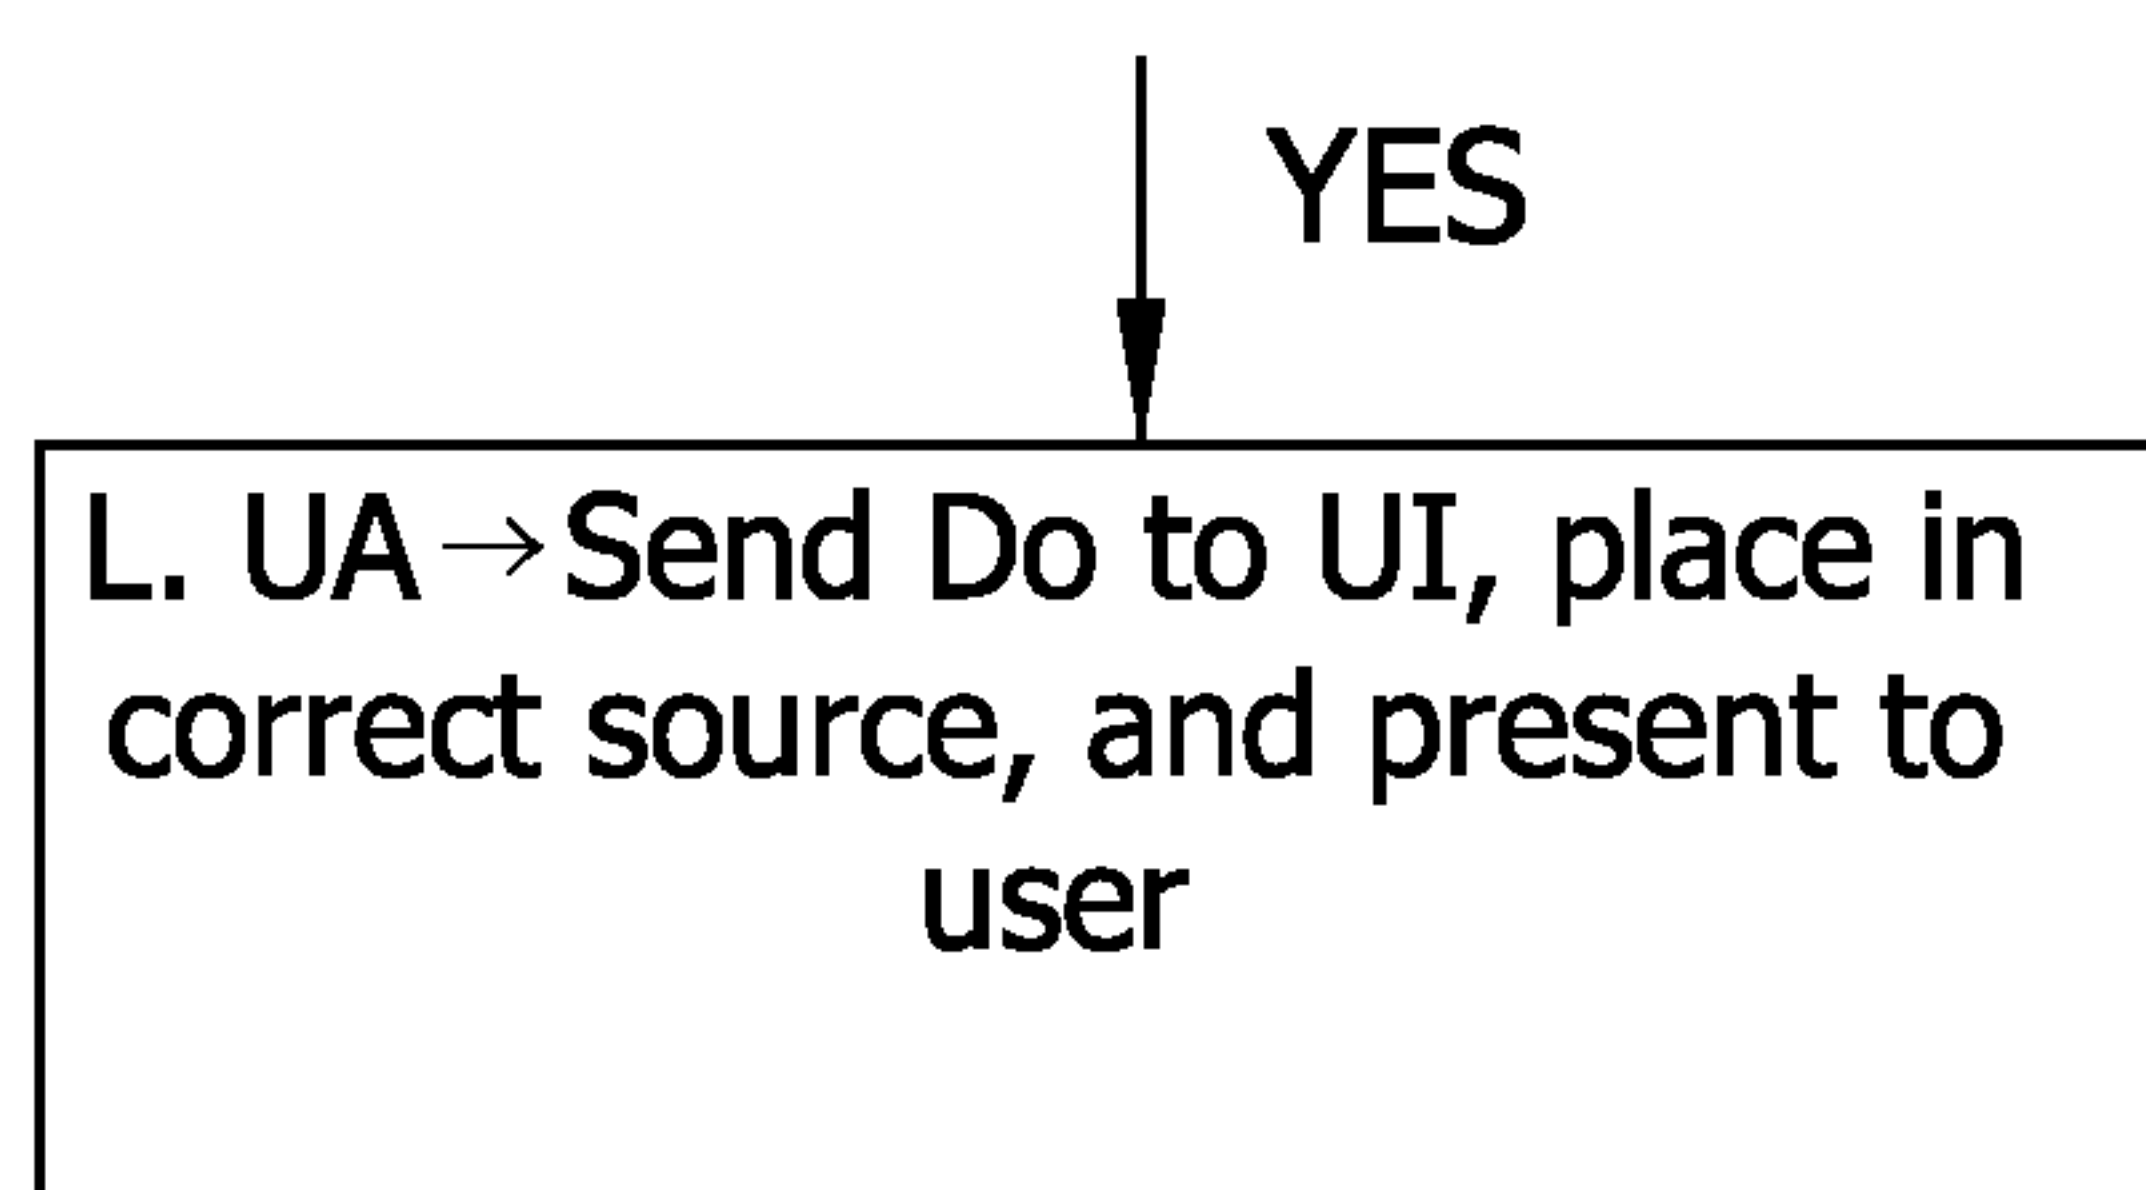 YES
L. UA→Send Do to UI, place in
correct source, and present to
user